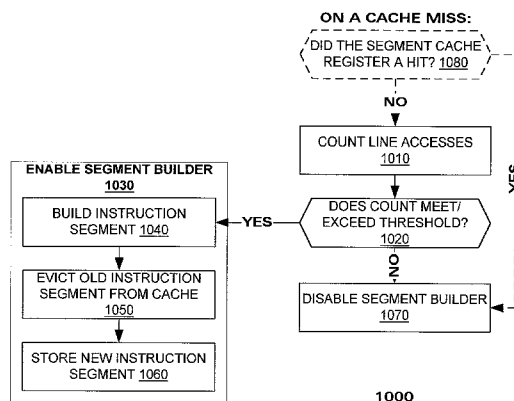 ON A CACHE MISS:
DID THE SEGMENT CACHE
REGISTER A HIT? 1080
NO
YES
COUNT LINE ACCESSES
1010
DOES COUNT MEET/
EXCEED THRESHOLD?
1020
YES
NO
DISABLE SEGMENT BUILDER
1070
ENABLE SEGMENT BUILDER
1030
BUILD INSTRUCTION
SEGMENT 1040
EVICT OLD INSTRUCTION
SEGMENT FROM CACHE
1050
STORE NEW INSTRUCTION
SEGMENT 1060
1000